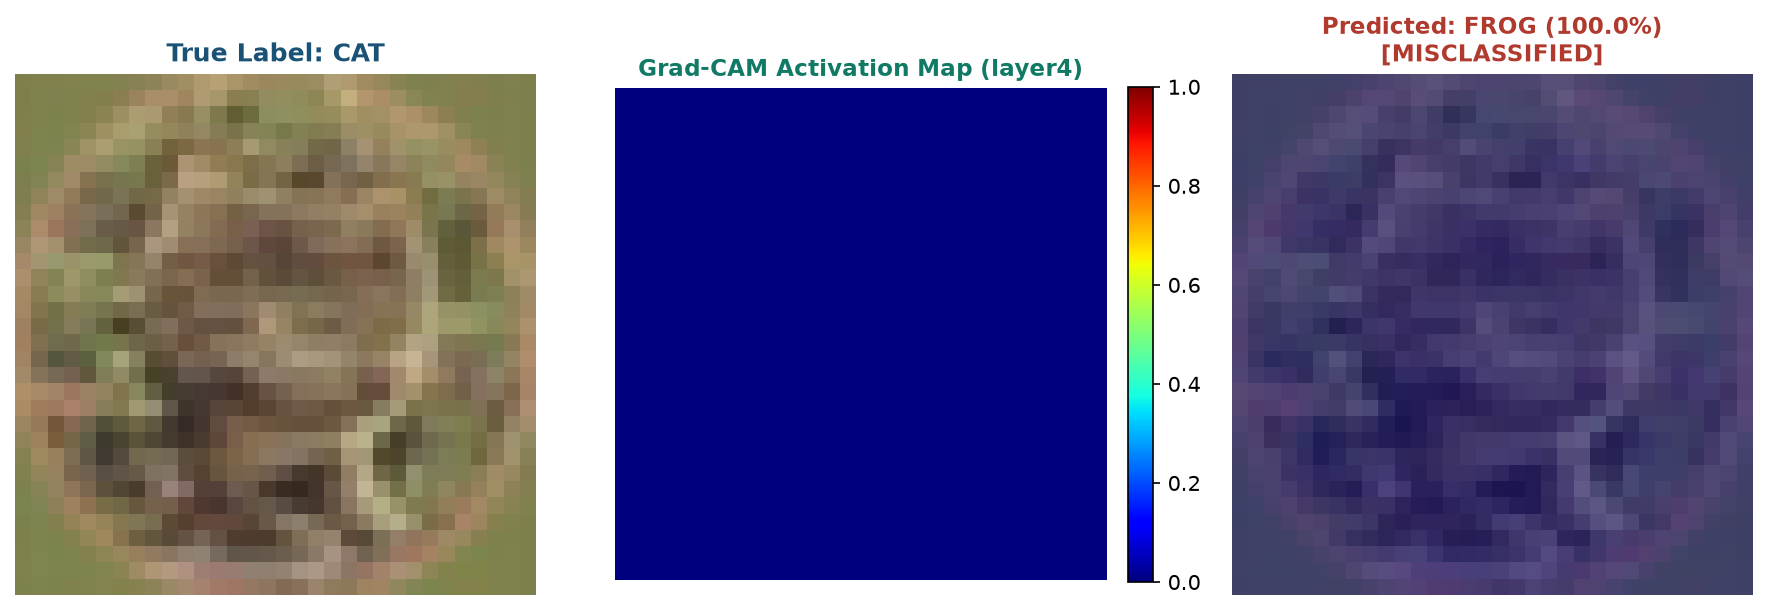 True Label: CAT
Grad-CAM Activation Map (layer4)
Predicted: FROG (100.0%)
[MISCLASSIFIED]
1.0
0.8
0.6
0.4
0.2
0.0